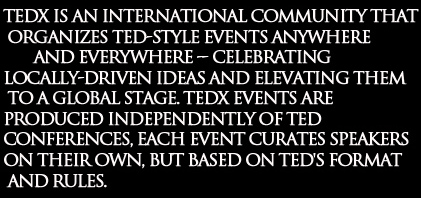 TEDX IS AN INTERNATIONAL COMMUNITY THAT
ORGANIZES TED-STYLE EVENTS ANYWHERE
AND EVERYWHERE – CELEBRATING
LOCALLY-DRIVEN IDEAS AND ELEVATING THEM
TO A GLOBAL STAGE. TEDX EVENTS ARE
PRODUCED INDEPENDENTLY OF TED
CONFERENCES, EACH EVENT CURATES SPEAKERS
ON THEIR OWN, BUT BASED ON TED'S FORMAT
AND RULES.